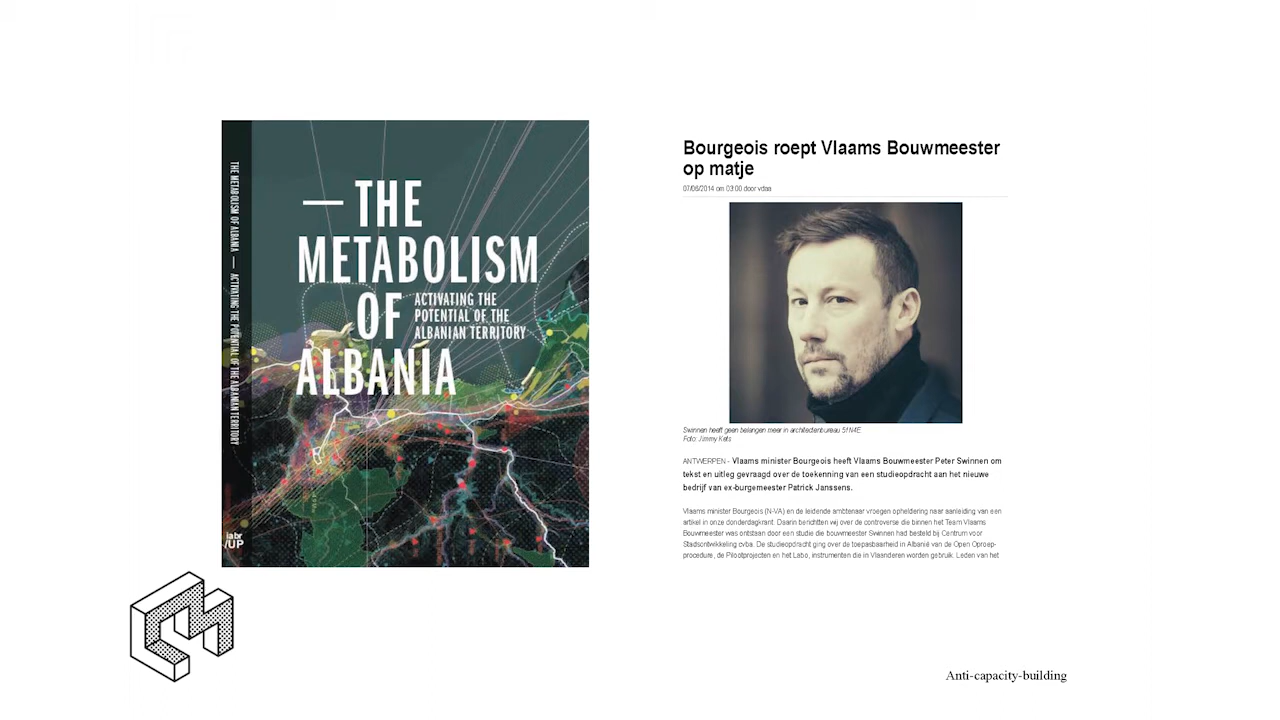 THE METABOLISM OF ALBANIA — ACTIVATING THE POTENTIAL OF THE ALBANIAN TERRITORY
— THE
METABOLISM
OF
ACTIVATING THE
POTENTIAL OF THE
ALBANIAN TERRITORY
ALBANIA
iabr
/UP
Bourgeois roept Vlaams Bouwmeester
op matje
07/06/2014 om 03:00 door vdaa
Swinnen heeft geen belangen meer in architectenbureau 51N4E.
Foto: Jimmy Kets
ANTWERPEN - Vlaams minister Bourgeois heeft Vlaams Bouwmeester Peter Swinnen om
tekst en uitleg gevraagd over de toekenning van een studieopdracht aan het nieuwe
bedrijf van ex-burgemeester Patrick Janssens.
Vlaams minister Bourgeois (N-VA) en de leidende ambtenaar vroegen opheldering naar aanleiding van een
artikel in onze donderdagkrant. Daarin berichtten wij over de controverse die binnen het Team Vlaams
Bouwmeester was ontstaan door een studie die bouwmeester Swinnen had besteld bij Centrum voor
Stadsontwikkeling cvba. De studieopdracht ging over de toepasbaarheid in Albanië van de Open Oproep-
procedure, de Pilootprojecten en het Labo, instrumenten die in Vlaanderen worden gebruik. Leden van het
Anti-capacity-building